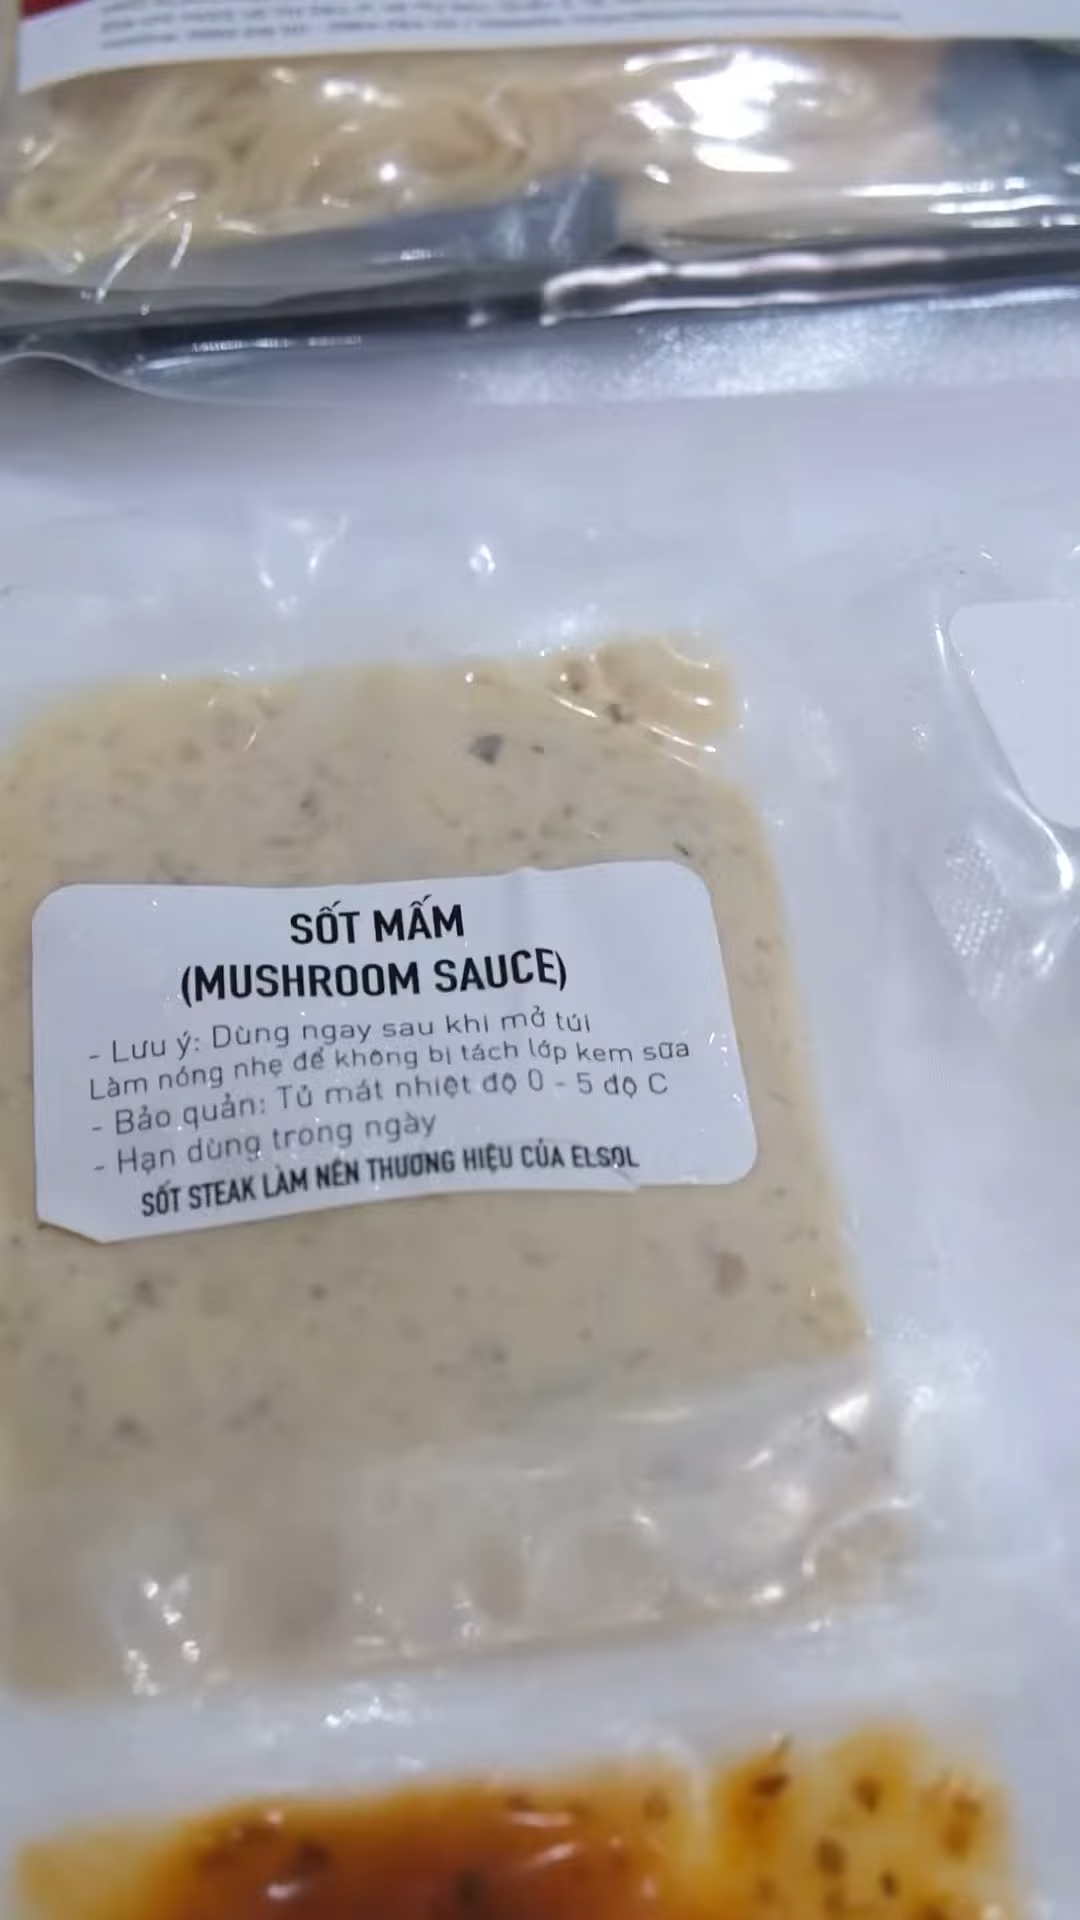 SỐT MẤM
(MUSHROOM SAUCE)
- Lưu ý: Dùng ngay sau khi mở túi
Làm nóng nhẹ để không bị tách lớp kem sữa
- Bảo quản: Tủ mát nhiệt độ 0 - 5 độ C
- Hạn dùng trong ngày
SỐT STEAK LÀM NÊN THƯƠNG HIỆU CỦA ELSOL